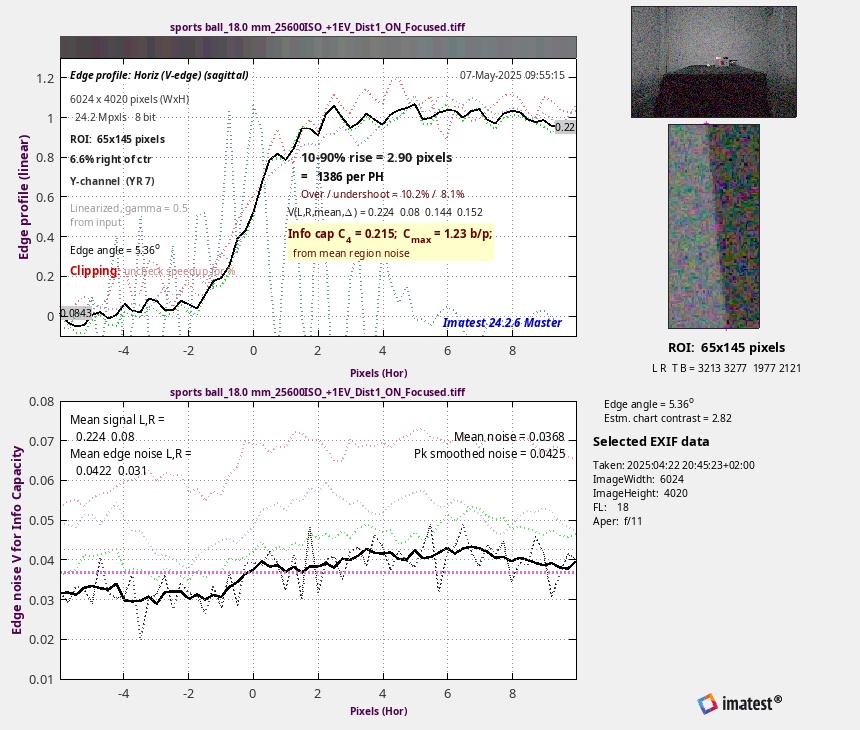 sports ball_18.0 mm_25600ISO_+1EV_Dist1_ON_Focused.tiff
Edge profile: Horiz (V-edge) (sagittal)
07-May-2025 09:55:15
6024 x 4020 pixels (WxH)
24.2 Mpxls 8 bit
ROI: 65x145 pixels
6.6% right of ctr
Y-channel (YR 7)
Linearized, gamma = 0.5
from input
Edge angle = 5.36°
Clipping: uncheck speedup for %
10-90% rise = 2.90 pixels
= 1386 per PH
Over / undershoot = 10.2% / 8.1%
V(L,R,mean,Δ) = 0.224 0.08 0.144 0.152
Info cap C4 = 0.215; Cmax = 1.23 b/p;
from mean region noise
0.22
0.0843
Imatest 24.2.6 Master
Edge profile (linear)
1.2
1
0.8
0.6
0.4
0.2
0
-4 -2 0 2 4 6 8
Pixels (Hor)
sports ball_18.0 mm_25600ISO_+1EV_Dist1_ON_Focused.tiff
Mean signal L,R =
0.224 0.08
Mean edge noise L,R =
0.0422 0.031
Mean noise = 0.0368
Pk smoothed noise = 0.0425
Edge noise V for Info Capacity
0.08
0.07
0.06
0.05
0.04
0.03
0.02
0.01
-4 -2 0 2 4 6 8
Pixels (Hor)
ROI: 65x145 pixels
L R T B = 3213 3277 1977 2121
Edge angle = 5.36°
Estm. chart contrast = 2.82
Selected EXIF data
Taken: 2025:04:22 20:45:23+02:00
ImageWidth: 6024
ImageHeight: 4020
FL: 18
Aper: f/11
imatest®